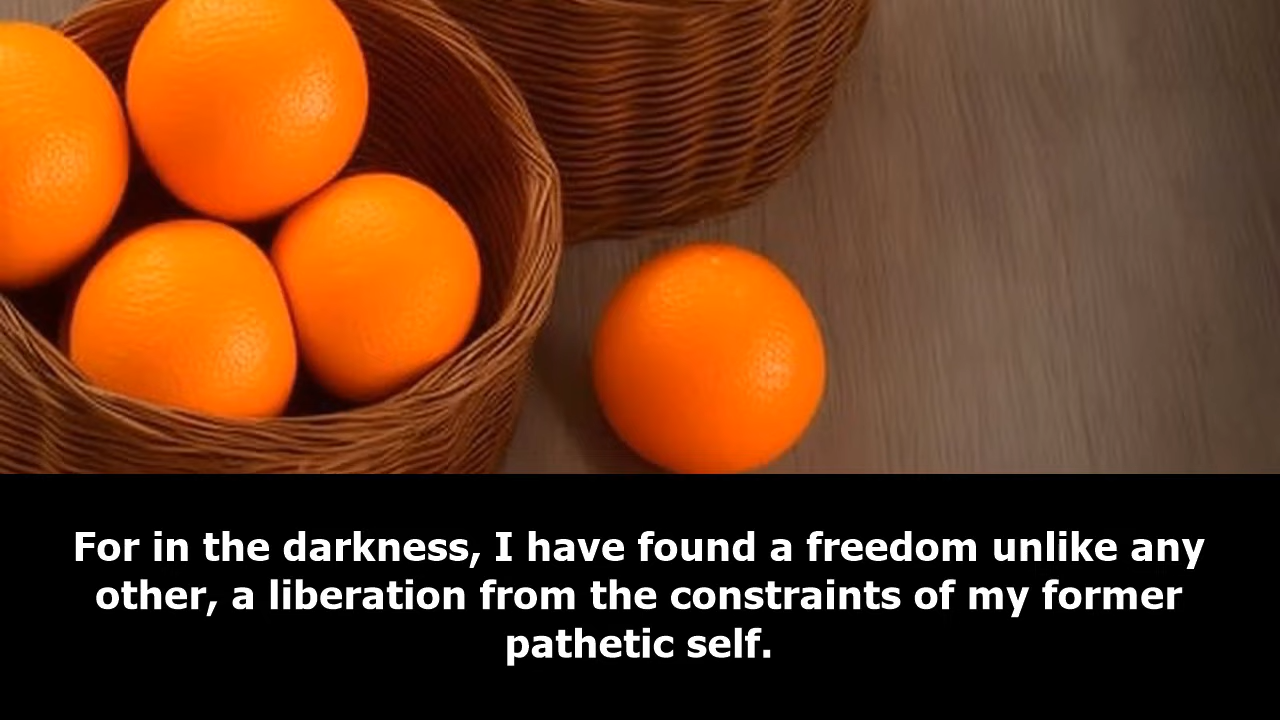 For in the darkness, I have found a freedom unlike any
other, a liberation from the constraints of my former
pathetic self.